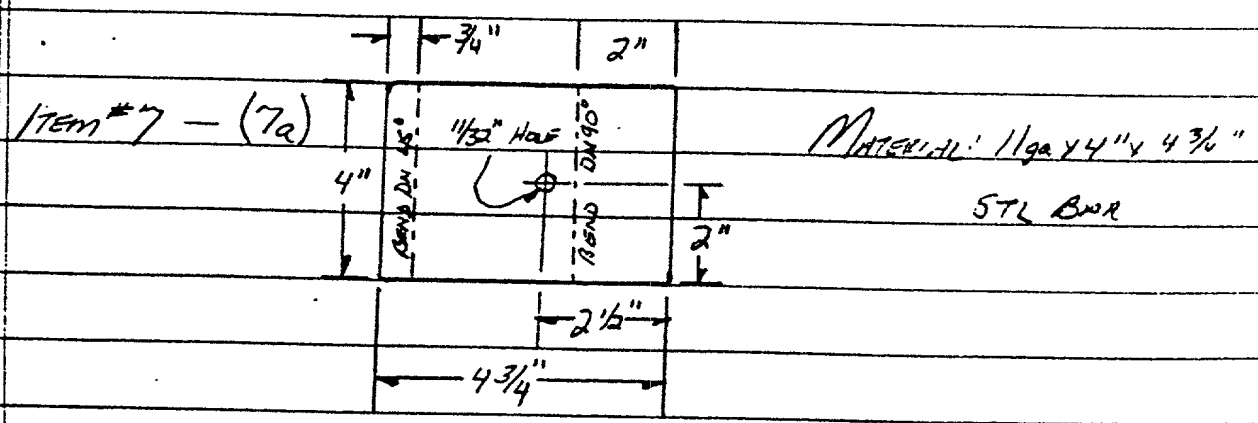 3/4"
2"
ITEM #7 — (7a)
4"
BEND DN 45°
11/32" HOLE
BEND DN 90°
MATERIAL: 11ga x 4" x 4 3/4"
STL BAR
2"
2 1/2"
4 3/4"